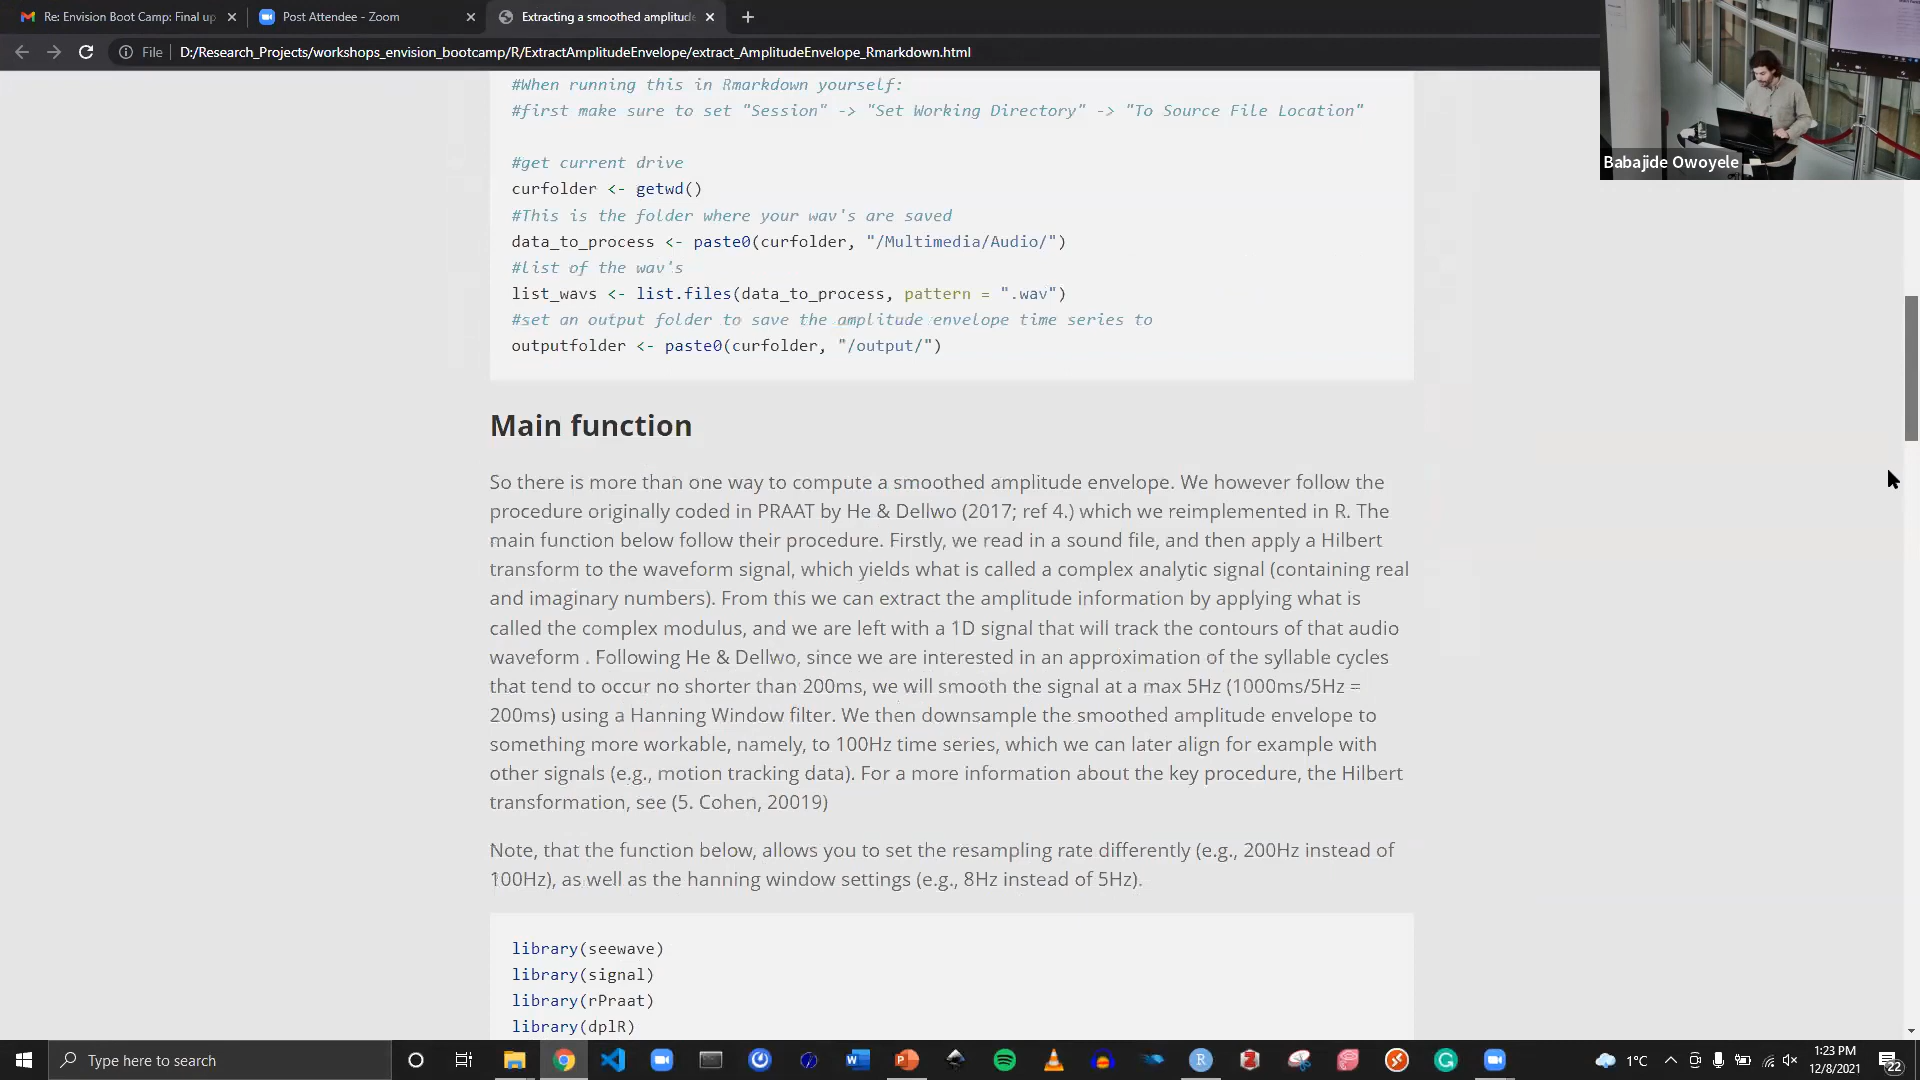 Re: Envision Boot Camp: Final up
Post Attendee - Zoom
Extracting a smoothed amplitude
File
D:/Research_Projects/workshops_envision_bootcamp/R/ExtractAmplitudeEnvelope/extract_AmplitudeEnvelope_Rmarkdown.html
#When running this in Rmarkdown yourself:
#first make sure to set "Session" -> "Set Working Directory" -> "To Source File Location"
Babajide Owoyele
#get current drive
curfolder <- getwd()
#This is the folder where your wav's are saved
data_to_process <- paste0(curfolder, "/Multimedia/Audio/")
#list of the wav's
list_wavs <- list.files(data_to_process, pattern = ".wav")
#set an output folder to save the amplitude envelope time series to
outputfolder <- paste0(curfolder, "/output/")
Main function
So there is more than one way to compute a smoothed amplitude envelope. We however follow the
procedure originally coded in PRAAT by He & Dellwo (2017; ref 4.) which we reimplemented in R. The
main function below follow their procedure. Firstly, we read in a sound file, and then apply a Hilbert
transform to the waveform signal, which yields what is called a complex analytic signal (containing real
and imaginary numbers). From this we can extract the amplitude information by applying what is
called the complex modulus, and we are left with a 1D signal that will track the contours of that audio
waveform . Following He & Dellwo, since we are interested in an approximation of the syllable cycles
that tend to occur no shorter than 200ms, we will smooth the signal at a max 5Hz (1000ms/5Hz =
200ms) using a Hanning Window filter. We then downsample the smoothed amplitude envelope to
something more workable, namely, to 100Hz time series, which we can later align for example with
other signals (e.g., motion tracking data). For a more information about the key procedure, the Hilbert
transformation, see (5. Cohen, 20019)
Note, that the function below, allows you to set the resampling rate differently (e.g., 200Hz instead of
100Hz), as well as the hanning window settings (e.g., 8Hz instead of 5Hz).
library(seewave)
library(signal)
library(rPraat)
library(dplR)
Type here to search
1°C
1:23 PM
12/8/2021
22